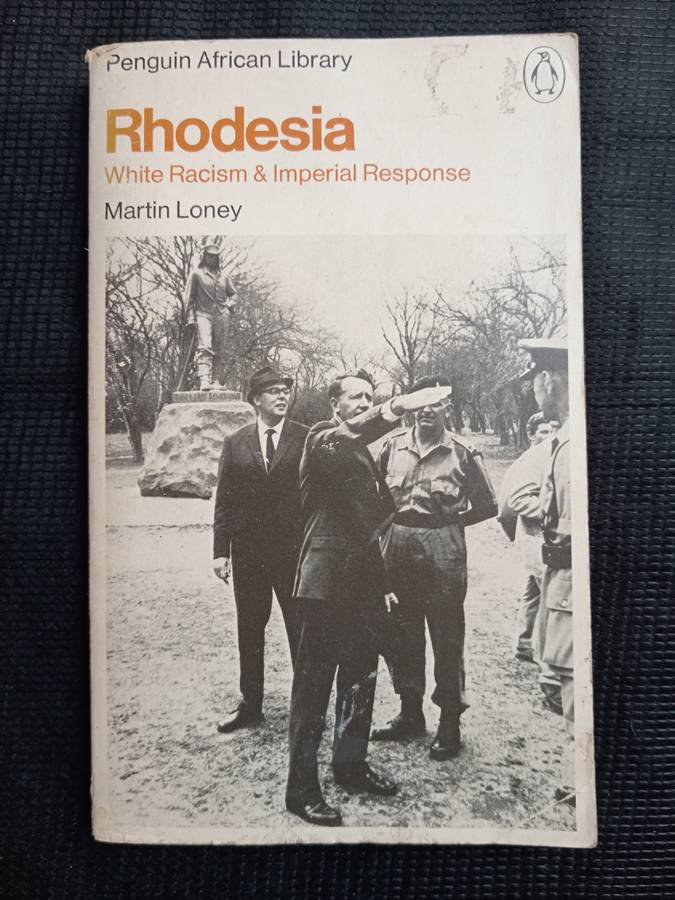 Penguin African Library
Rhodesia
White Racism & Imperial Response
Martin Loney